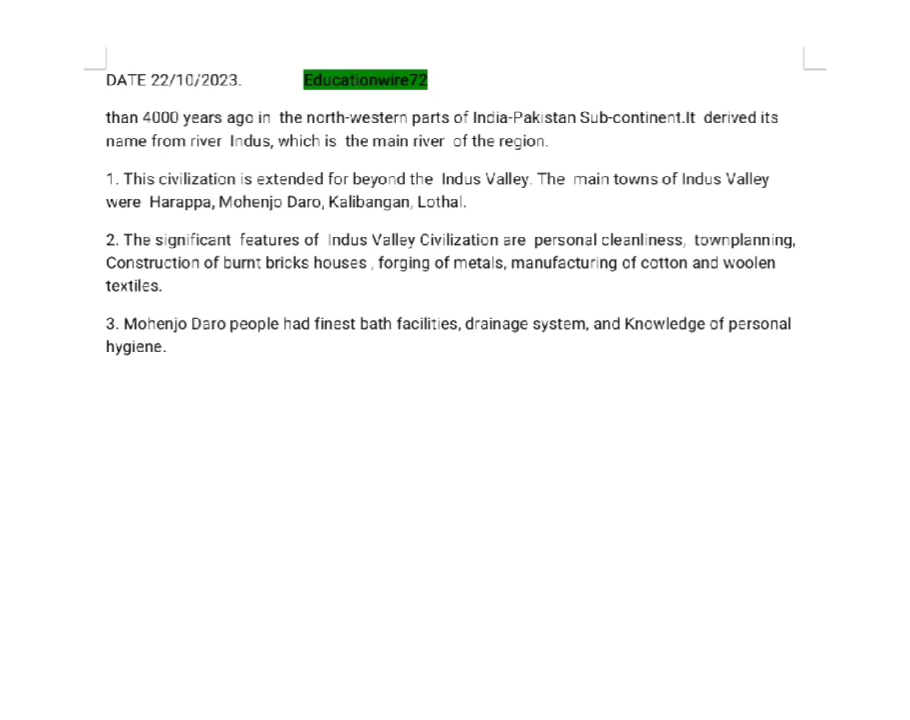 DATE 22/10/2023. Educationwire72
than 4000 years ago in the north-western parts of India-Pakistan Sub-continent.It derived its
name from river Indus, which is the main river of the region.
1. This civilization is extended for beyond the Indus Valley. The main towns of Indus Valley
were Harappa, Mohenjo Daro, Kalibangan, Lothal.
2. The significant features of Indus Valley Civilization are personal cleanliness, townplanning,
Construction of burnt bricks houses , forging of metals, manufacturing of cotton and woolen
textiles.
3. Mohenjo Daro people had finest bath facilities, drainage system, and Knowledge of personal
hygiene.